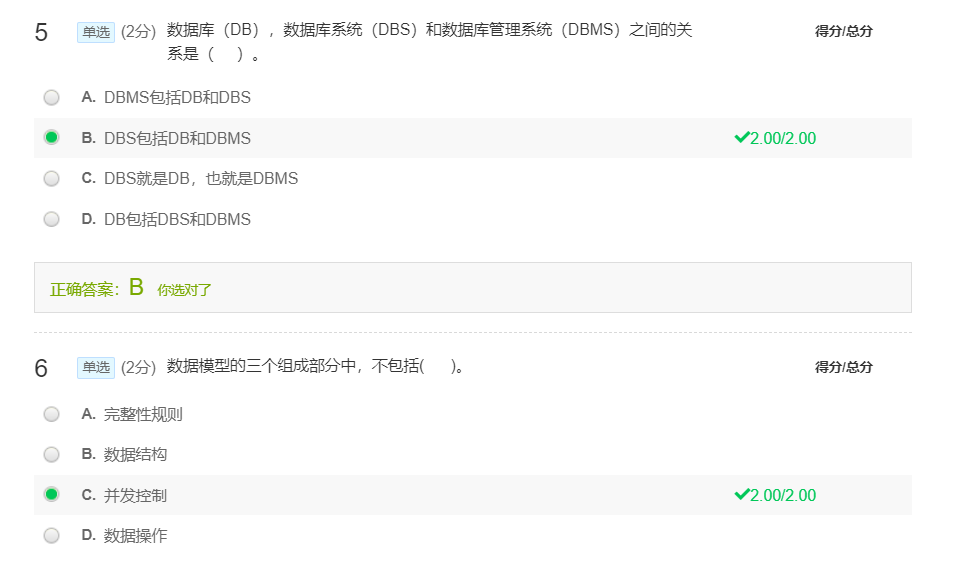 5 单选 (2分) 数据库（DB），数据库系统（DBS）和数据库管理系统（DBMS）之间的关 得分/总分
系是（ ）。
A. DBMS包括DB和DBS
B. DBS包括DB和DBMS 2.00/2.00
C. DBS就是DB，也就是DBMS
D. DB包括DBS和DBMS
正确答案：B 你选对了
6 单选 (2分) 数据模型的三个组成部分中，不包括( )。 得分/总分
A. 完整性规则
B. 数据结构
C. 并发控制 2.00/2.00
D. 数据操作